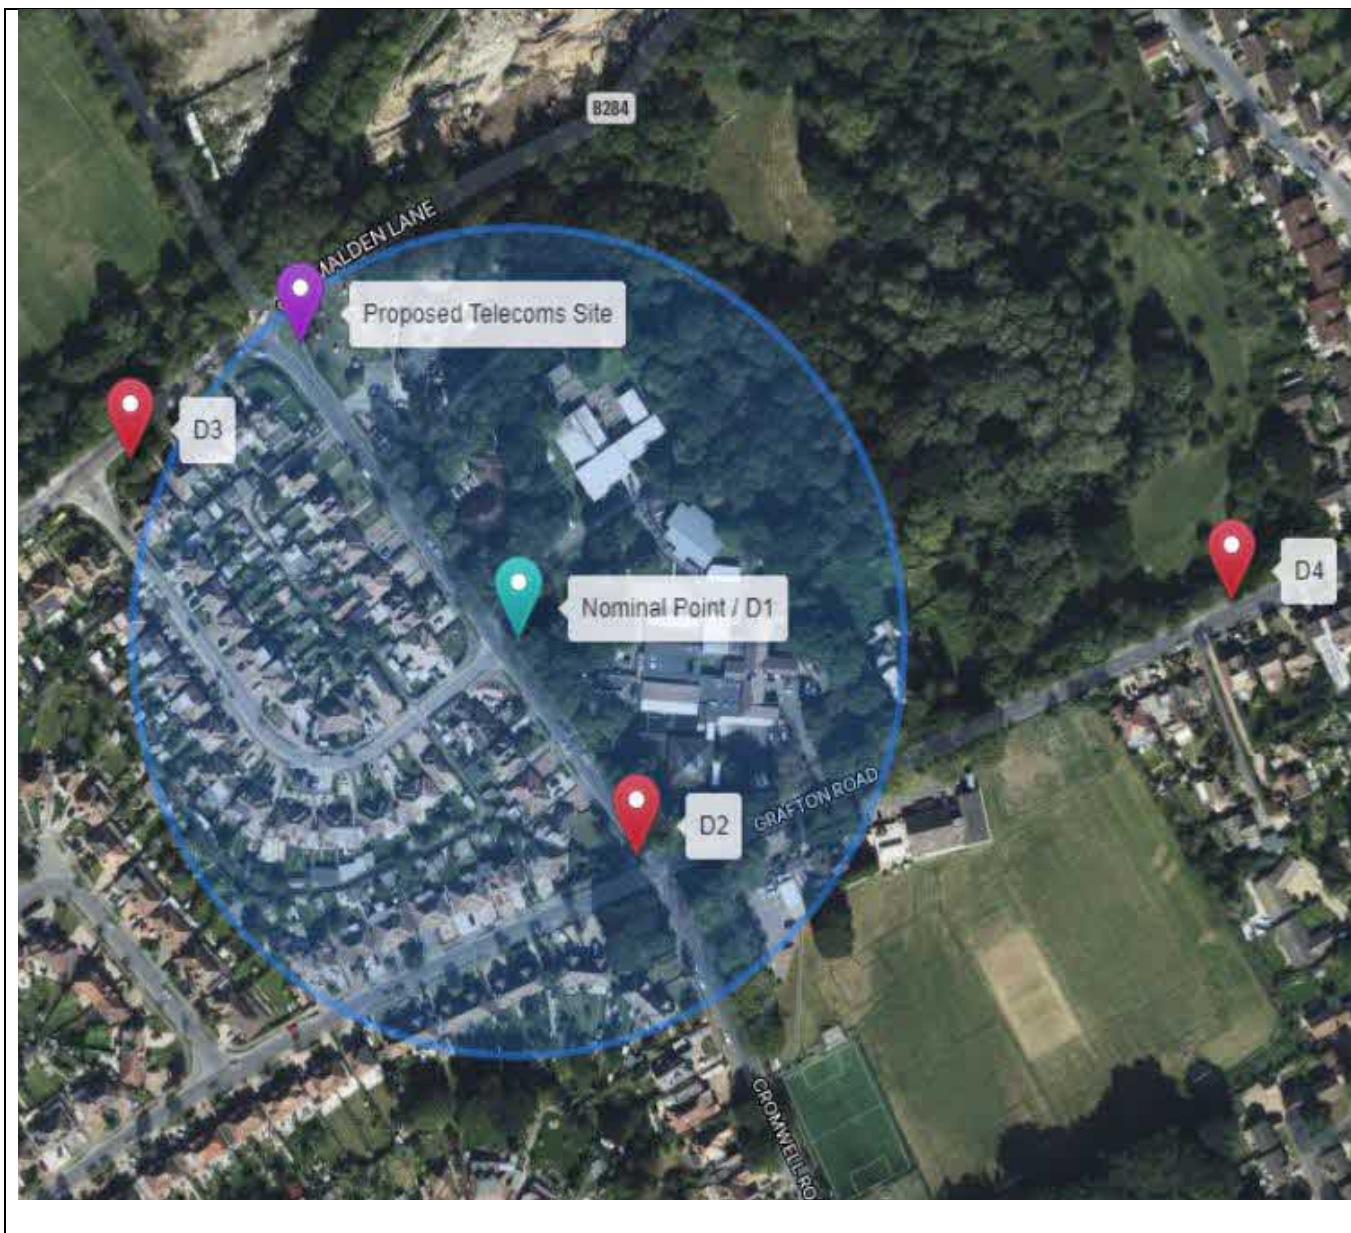 B284
MALDEN LANE
Proposed Telecoms Site
D3
D4
Nominal Point / D1
D2
GRAFTON ROAD
CROMWELL RO